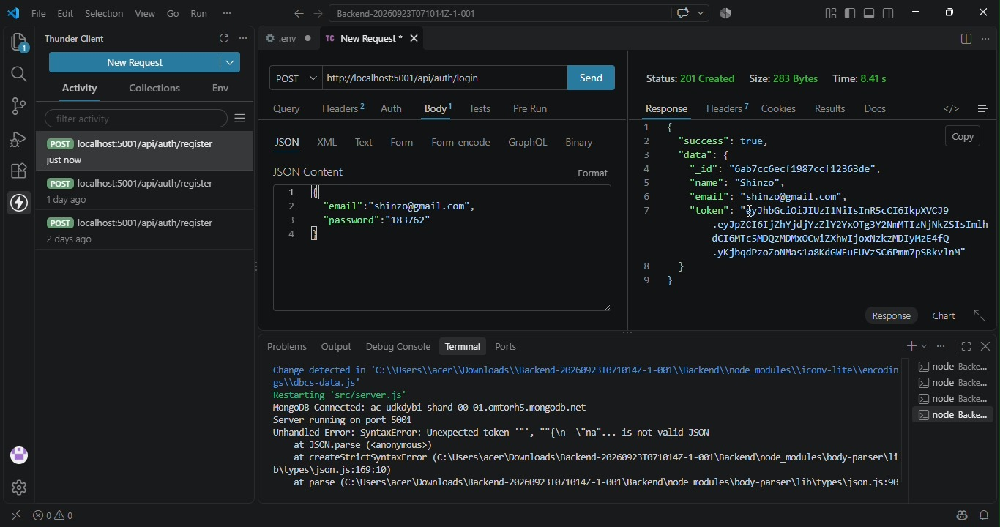 File Edit Selection View Go Run ···
Backend-20260923T071014Z-1-001
1
Thunder Client
New Request
Activity Collections Env
filter activity
POST localhost:5001/api/auth/register
just now
POST localhost:5001/api/auth/register
1 day ago
POST localhost:5001/api/auth/register
2 days ago
.env
TC New Request *
POST http://localhost:5001/api/auth/login Send
Query Headers 2 Auth Body 1 Tests Pre Run
JSON XML Text Form Form-encode GraphQL Binary
JSON Content Format
1 {
2 "email":"shinzo@gmail.com",
3 "password":"183762"
4 }
Status: 201 Created Size: 283 Bytes Time: 8.41 s
Response Headers 7 Cookies Results Docs </>
Copy
1 {
2 "success": true,
3 "data": {
4 "_id": "6ab7cc6ecf1987ccf12363de",
5 "name": "Shinzo",
6 "email": "shinzo@gmail.com",
7 "token": "eyJhbGciOiJIUzI1NiIsInR5cCI6IkpXVCJ9
.eyJpZCI6IjZhYjdjYzZlY2YxOTg3Y2NmMTIzNjNkZSIsImlh
dCI6MTc5MDQzMDMxOCwiZXhwIjoxNzkzMDIyMzE4fQ
.yKjbqdPzoZoNMas1a8KdGWFuFUVzSC6Pmm7pSBkvlnM"
8 }
9 }
Response Chart
Problems Output Debug Console Terminal Ports
Change detected in 'C:\\Users\\acer\\Downloads\\Backend-20260923T071014Z-1-001\\Backend\\node_modules\\iconv-lite\\encodin
gs\\dbcs-data.js'
Restarting 'src/server.js'
MongoDB Connected: ac-udkdybi-shard-00-01.omtorh5.mongodb.net
Server running on port 5001
Unhandled Error: SyntaxError: Unexpected token '"', ""{\n  \"na"... is not valid JSON
at JSON.parse (<anonymous>)
at createStrictSyntaxError (C:\Users\acer\Downloads\Backend-20260923T071014Z-1-001\Backend\node_modules\body-parser\li
b\types\json.js:169:10)
at parse (C:\Users\acer\Downloads\Backend-20260923T071014Z-1-001\Backend\node_modules\body-parser\lib\types\json.js:90
node Backe...
node Backe...
node Backe...
node Backe...
0 0